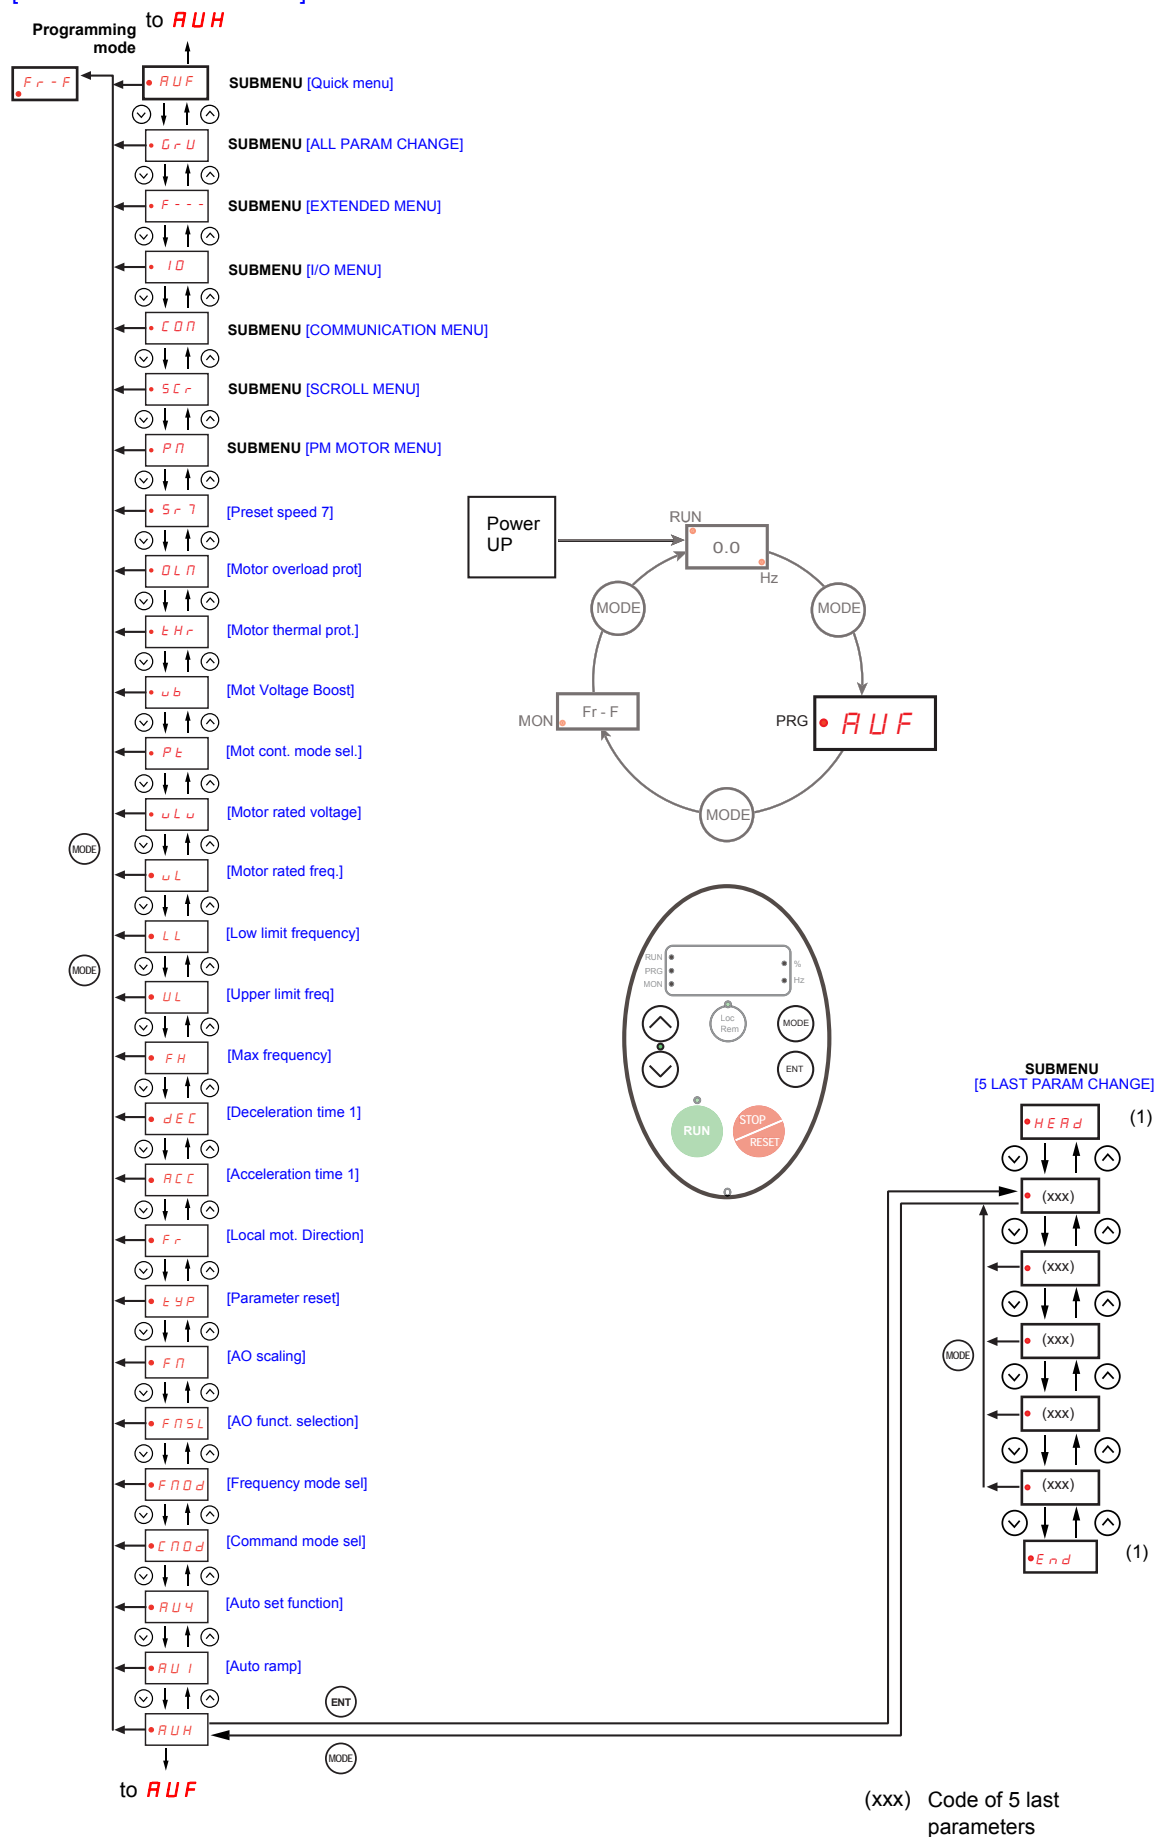 to AUH
Programming
mode
Fr-F
AUF
SUBMENU [Quick menu]
GrU
SUBMENU [ALL PARAM CHANGE]
F---
SUBMENU [EXTENDED MENU]
IO
SUBMENU [I/O MENU]
COM
SUBMENU [COMMUNICATION MENU]
SCr
SUBMENU [SCROLL MENU]
PM
SUBMENU [PM MOTOR MENU]
Sr7
[Preset speed 7]
OLM
[Motor overload prot]
tHr
[Motor thermal prot.]
ub
[Mot Voltage Boost]
Pt
[Mot cont. mode sel.]
uLu
[Motor rated voltage]
MODE
uL
[Motor rated freq.]
LL
[Low limit frequency]
MODE
UL
[Upper limit freq]
FH
[Max frequency]
dEC
[Deceleration time 1]
ACC
[Acceleration time 1]
Fr
[Local mot. Direction]
tYP
[Parameter reset]
FM
[AO scaling]
FMSL
[AO funct. selection]
FMOd
[Frequency mode sel]
CMOd
[Command mode sel]
AU4
[Auto set function]
AU1
[Auto ramp]
ENT
AUH
MODE
to AUF
Power
UP
RUN
0.0
Hz
MODE
MODE
MON
Fr - F
PRG
AUF
MODE
RUN
PRG
MON
%
Hz
Loc
Rem
MODE
ENT
RUN
STOP
RESET
SUBMENU
[5 LAST PARAM CHANGE]
HEAd
(1)
(xxx)
(xxx)
(xxx)
MODE
(xxx)
(xxx)
End
(1)
(xxx) Code of 5 last
parameters